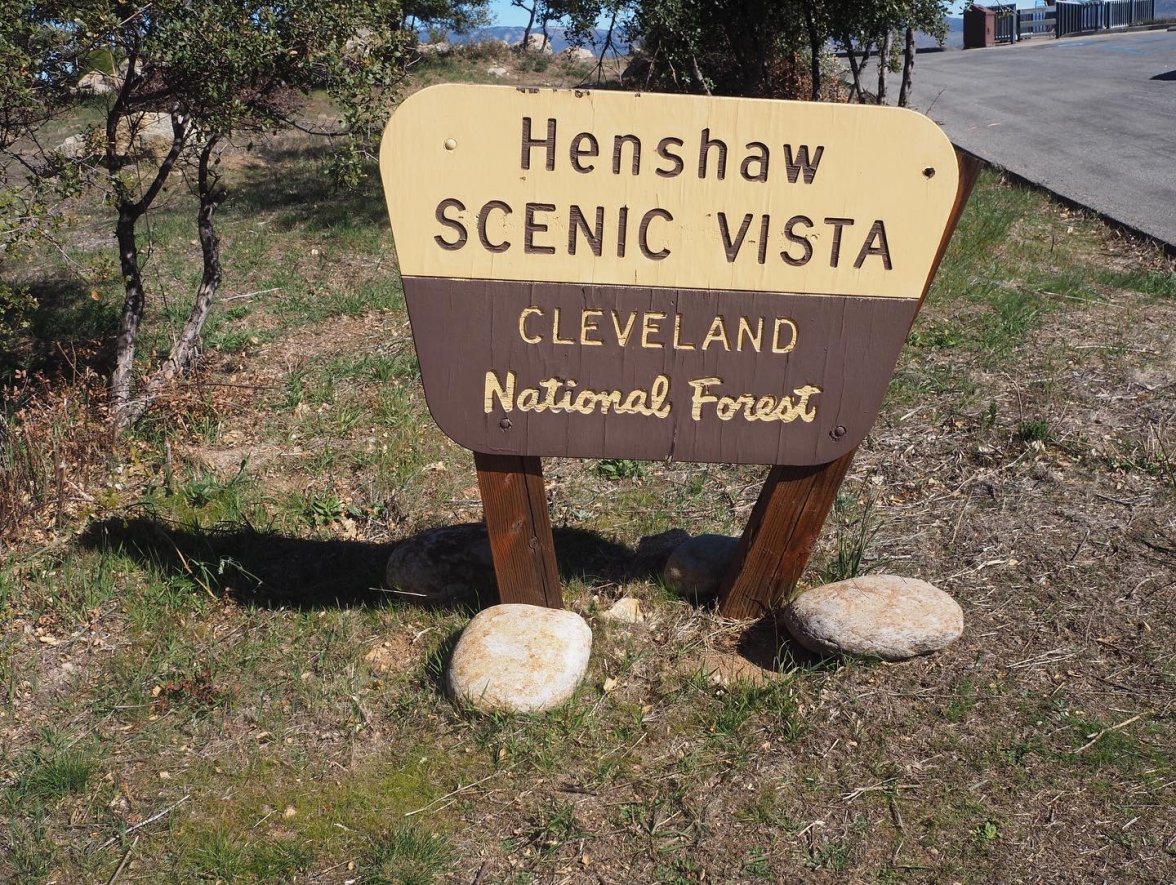 Henshaw
SCENIC VISTA
CLEVELAND
National Forest